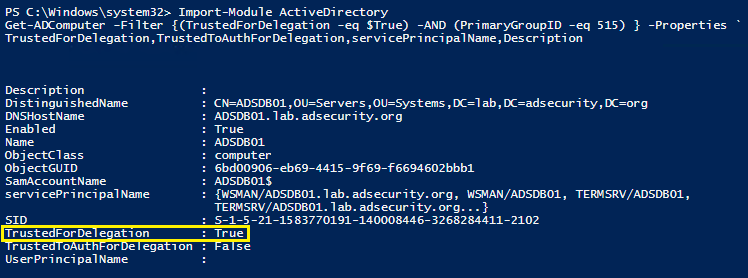 PS C:\Windows\system32> Import-Module ActiveDirectory
Get-ADComputer -Filter {(TrustedForDelegation -eq $True) -AND (PrimaryGroupID -eq 515) } -Properties `
TrustedForDelegation,TrustedToAuthForDelegation,servicePrincipalName,Description
Description :
DistinguishedName : CN=ADSDB01,OU=Servers,OU=Systems,DC=lab,DC=adsecurity,DC=org
DNSHostName : ADSDB01.lab.adsecurity.org
Enabled : True
Name : ADSDB01
ObjectClass : computer
ObjectGUID : 6bd00906-eb69-4415-9f69-f6694602bbb1
SamAccountName : ADSDB01$
servicePrincipalName : {WSMAN/ADSDB01.lab.adsecurity.org, WSMAN/ADSDB01, TERMSRV/ADSDB01,
TERMSRV/ADSDB01.lab.adsecurity.org...}
SID : S-1-5-21-1583770191-140008446-3268284411-2102
TrustedForDelegation : True
TrustedToAuthForDelegation : False
UserPrincipalName :